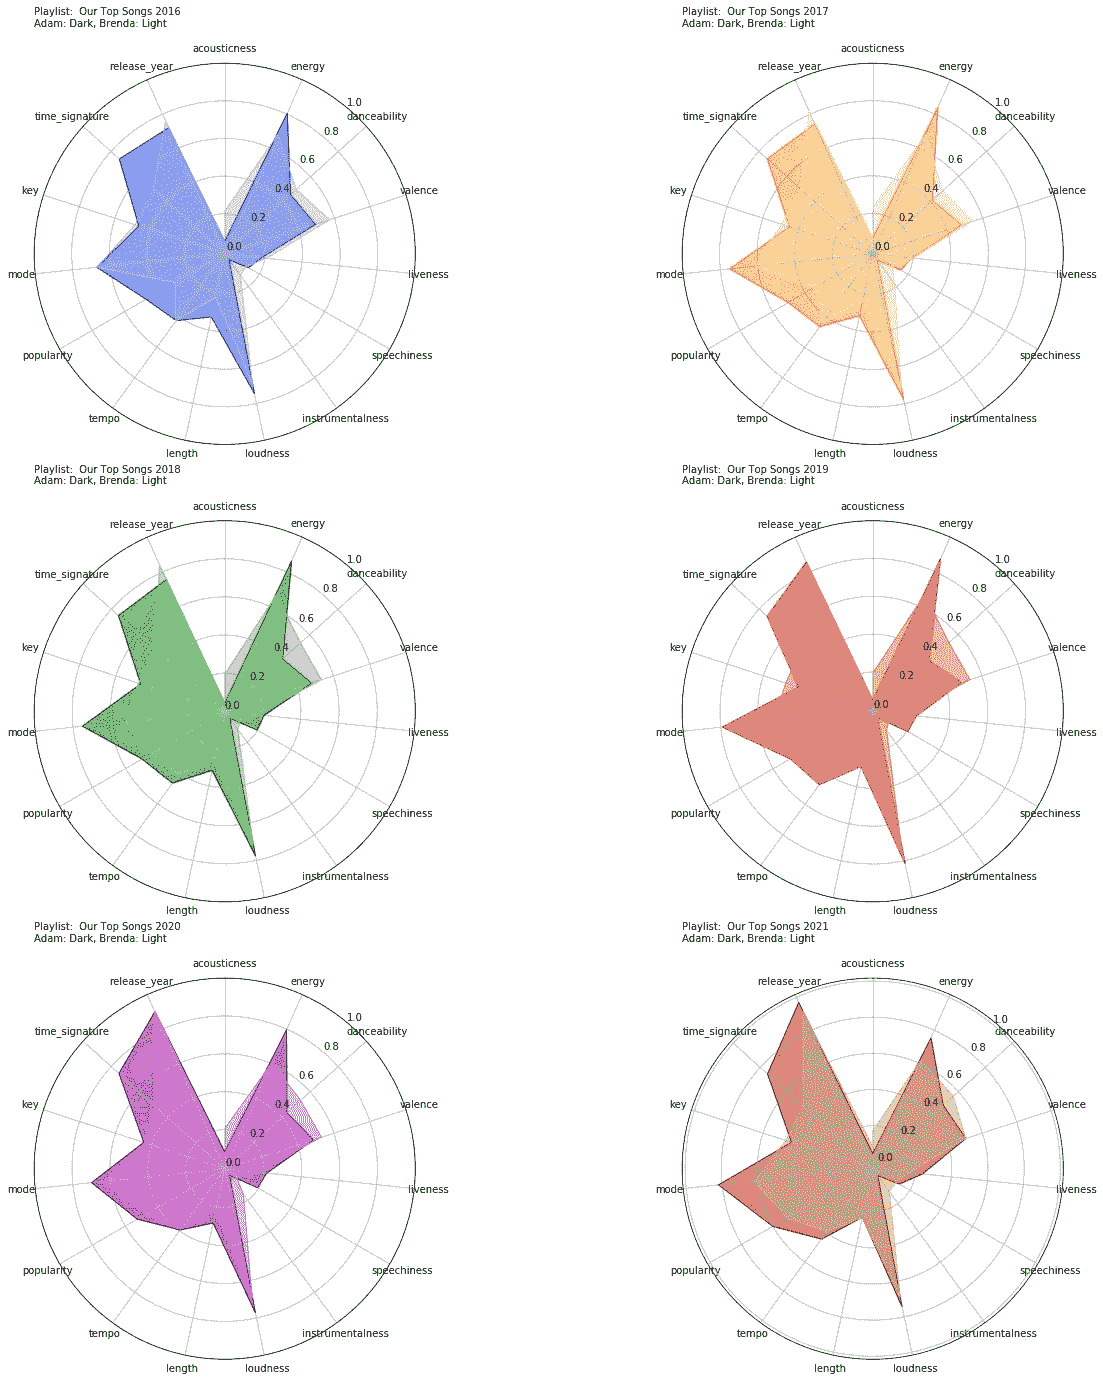 Playlist:  Our Top Songs 2016
Adam: Dark, Brenda: Light
acousticness
energy
danceability
valence
liveness
speechiness
instrumentalness
loudness
length
tempo
popularity
mode
key
time_signature
release_year
0.0
0.2
0.4
0.6
0.8
1.0
Playlist:  Our Top Songs 2017
Adam: Dark, Brenda: Light
acousticness
energy
danceability
valence
liveness
speechiness
instrumentalness
loudness
length
tempo
popularity
mode
key
time_signature
release_year
0.0
0.2
0.4
0.6
0.8
1.0
Playlist:  Our Top Songs 2018
Adam: Dark, Brenda: Light
acousticness
energy
danceability
valence
liveness
speechiness
instrumentalness
loudness
length
tempo
popularity
mode
key
time_signature
release_year
0.0
0.2
0.4
0.6
0.8
1.0
Playlist:  Our Top Songs 2019
Adam: Dark, Brenda: Light
acousticness
energy
danceability
valence
liveness
speechiness
instrumentalness
loudness
length
tempo
popularity
mode
key
time_signature
release_year
0.0
0.2
0.4
0.6
0.8
1.0
Playlist:  Our Top Songs 2020
Adam: Dark, Brenda: Light
acousticness
energy
danceability
valence
liveness
speechiness
instrumentalness
loudness
length
tempo
popularity
mode
key
time_signature
release_year
0.0
0.2
0.4
0.6
0.8
1.0
Playlist:  Our Top Songs 2021
Adam: Dark, Brenda: Light
acousticness
energy
danceability
valence
liveness
speechiness
instrumentalness
loudness
length
tempo
popularity
mode
key
time_signature
release_year
0.0
0.2
0.4
0.6
0.8
1.0